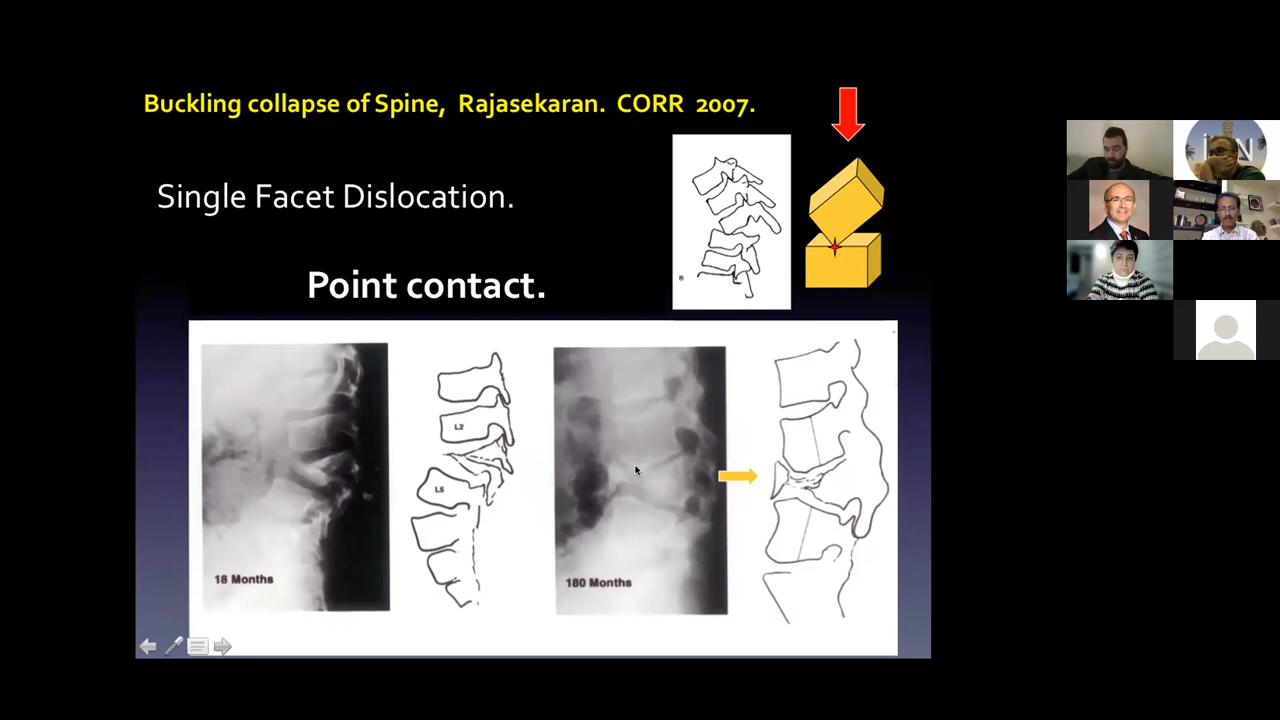 Buckling collapse of Spine, Rajasekaran. CORR 2007.
Single Facet Dislocation.
Point contact.
B
L2
L5
18 Months
180 Months